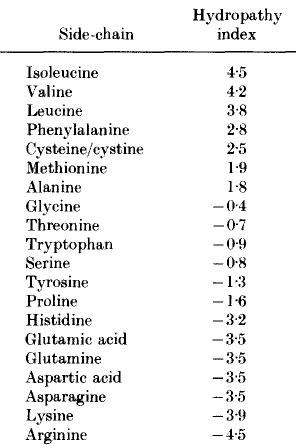 Hydropathy
Side-chain index
Isoleucine 4·5
Valine 4·2
Leucine 3·8
Phenylalanine 2·8
Cysteine/cystine 2·5
Methionine 1·9
Alanine 1·8
Glycine −0·4
Threonine −0·7
Tryptophan −0·9
Serine −0·8
Tyrosine −1·3
Proline −1·6
Histidine −3·2
Glutamic acid −3·5
Glutamine −3·5
Aspartic acid −3·5
Asparagine −3·5
Lysine −3·9
Arginine −4·5